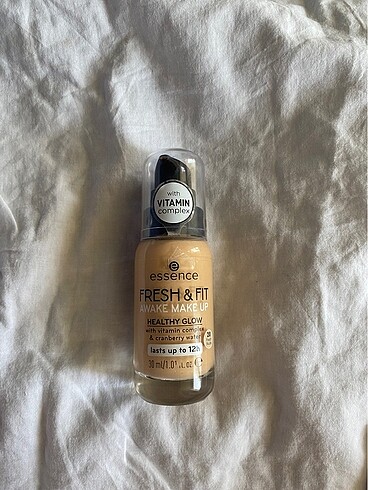 with
VITAMIN
complex
essence
FRESH & FIT
AWAKE MAKE UP
HEALTHY GLOW
with vitamin complex
& cranberry water
lasts up to 12h
30 ml/1.01 fl.oz. e